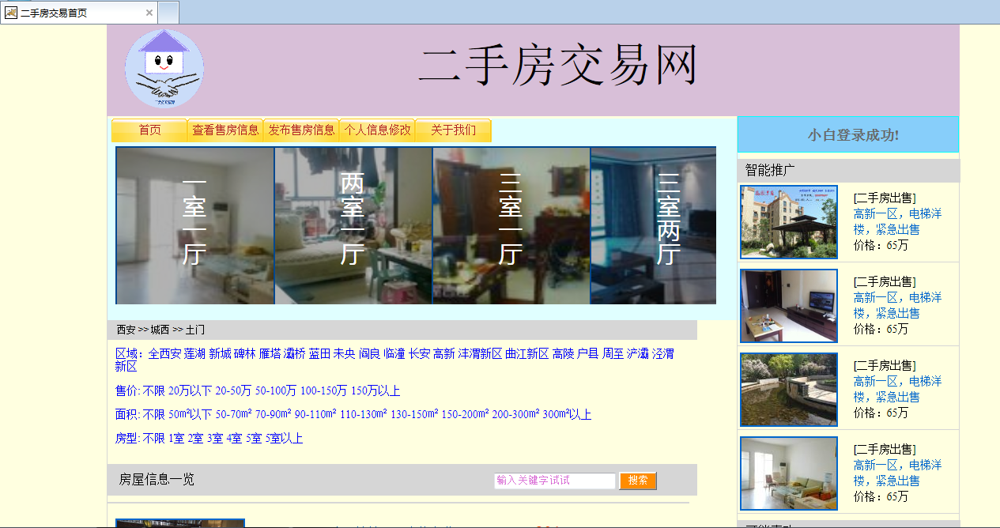 二手房交易首页
二手房交易网
首页 查看售房信息 发布售房信息 个人信息修改 关于我们
小白登录成功!
一室一厅
两室一厅
三室一厅
三室两厅
智能推广
[二手房出售]
高新一区，电梯洋
楼，紧急出售
价格：65万
[二手房出售]
高新一区，电梯洋
楼，紧急出售
价格：65万
[二手房出售]
高新一区，电梯洋
楼，紧急出售
价格：65万
[二手房出售]
高新一区，电梯洋
楼，紧急出售
价格：65万
西安 >> 城西 >> 土门
区域：全西安 莲湖 新城 碑林 雁塔 灞桥 蓝田 未央 阎良 临潼 长安 高新 沣渭新区 曲江新区 高陵 户县 周至 浐灞 泾渭
新区
售价: 不限 20万以下 20-50万 50-100万 100-150万 150万以上
面积: 不限 50m²以下 50-70m² 70-90m² 90-110m² 110-130m² 130-150m² 150-200m² 200-300m² 300m²以上
房型: 不限 1室 2室 3室 4室 5室 5室以上
房屋信息一览
输入关键字试试 搜索